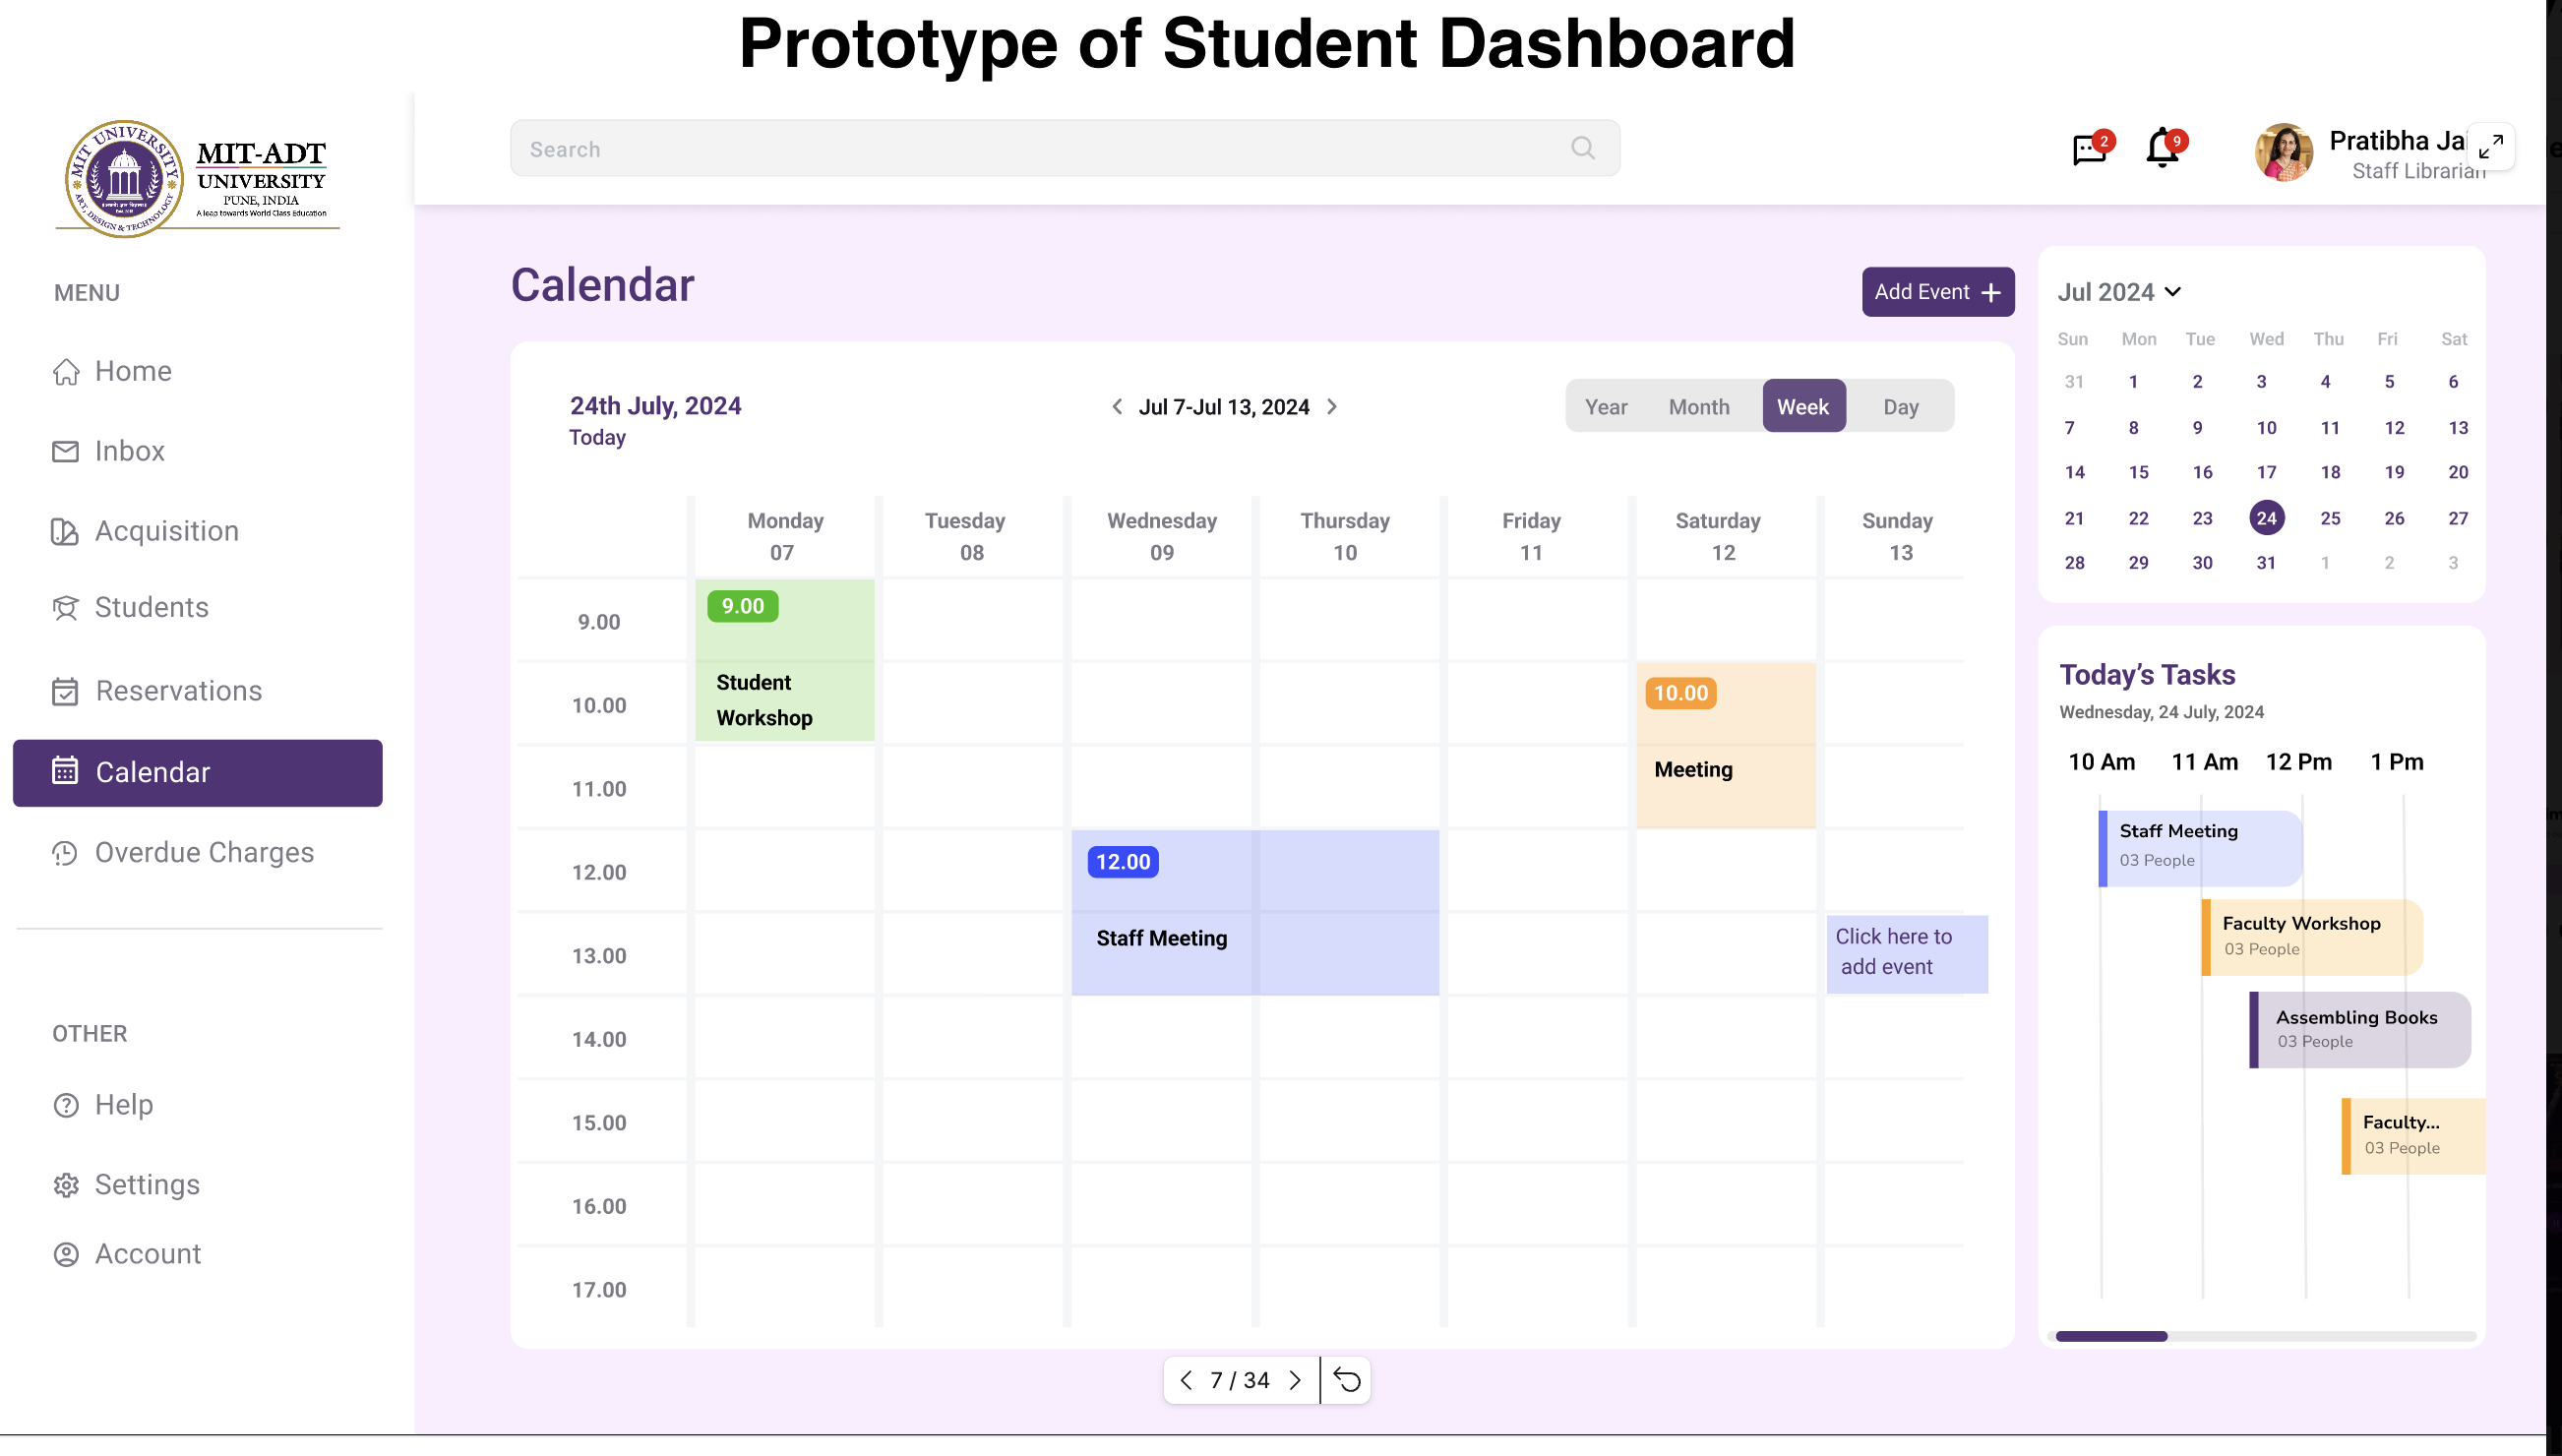 Prototype of Student Dashboard
MIT UNIVERSITY
ART, DESIGN & TECHNOLOGY
MIT-ADT
UNIVERSITY
PUNE, INDIA
A leap towards World Class Education
Search
2
9
Pratibha Jai
Staff Librarian
MENU
Home
Inbox
Acquisition
Students
Reservations
Calendar
Overdue Charges
OTHER
Help
Settings
Account
Calendar
Add Event +
24th July, 2024
Today
Jul 7-Jul 13, 2024
Year Month Week Day
Monday Tuesday Wednesday Thursday Friday Saturday Sunday
07 08 09 10 11 12 13
9.00
10.00
11.00
12.00
13.00
14.00
15.00
16.00
17.00
9.00
Student
Workshop
12.00
Staff Meeting
10.00
Meeting
Click here to
add event
Jul 2024
Sun Mon Tue Wed Thu Fri Sat
31 1 2 3 4 5 6
7 8 9 10 11 12 13
14 15 16 17 18 19 20
21 22 23 24 25 26 27
28 29 30 31 1 2 3
Today's Tasks
Wednesday, 24 July, 2024
10 Am 11 Am 12 Pm 1 Pm
Staff Meeting
03 People
Faculty Workshop
03 People
Assembling Books
03 People
Faculty...
03 People
7 / 34